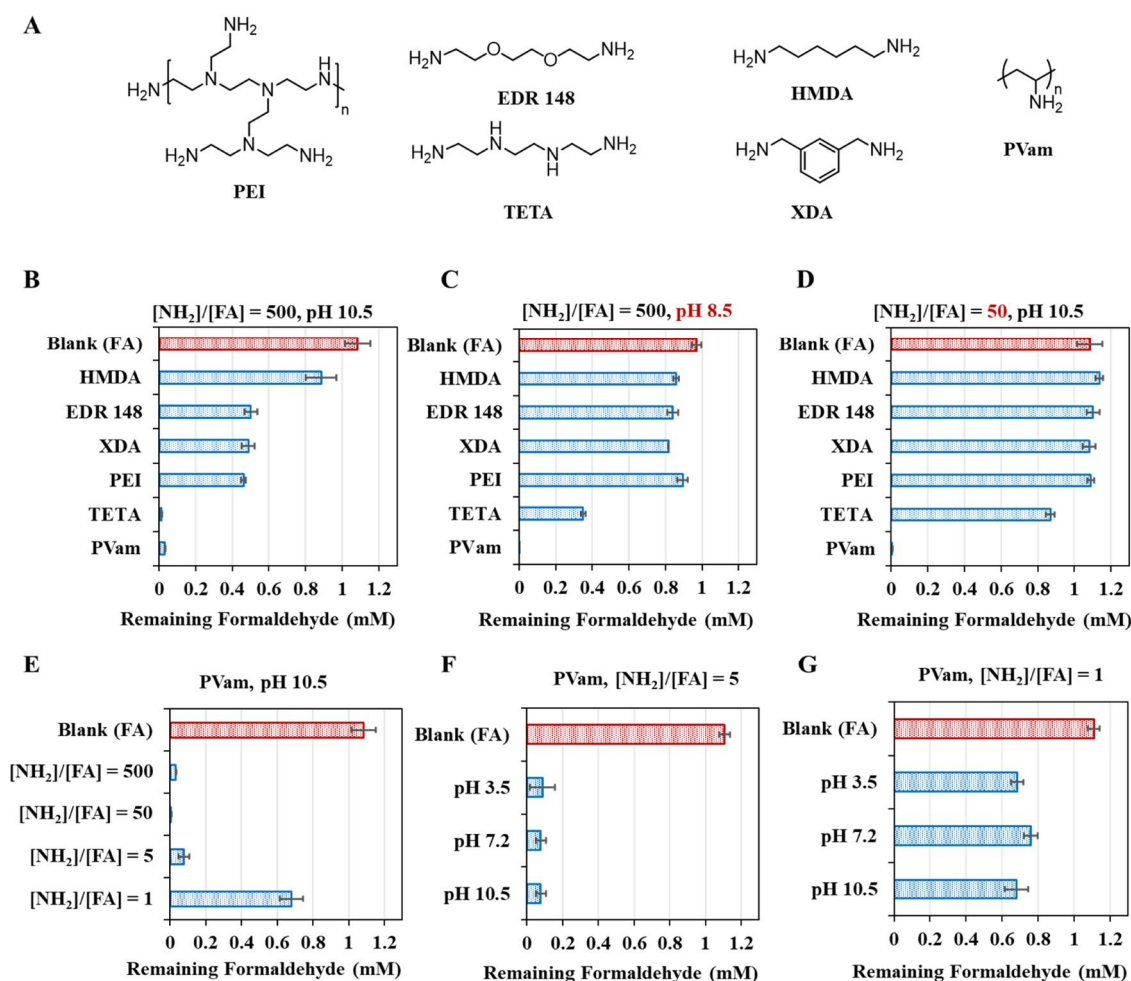 A
NH₂
H₂N
N
N
H
N
n
N
H₂N
NH₂
PEI
H₂N
O
O
NH₂
EDR 148
H₂N
H
N
N
H
NH₂
TETA
H₂N
NH₂
HMDA
H₂N
NH₂
XDA
n
NH₂
PVam
B
[NH₂]/[FA] = 500, pH 10.5
Blank (FA)
HMDA
EDR 148
XDA
PEI
TETA
PVam
0 0.2 0.4 0.6 0.8 1 1.2
Remaining Formaldehyde (mM)
C
[NH₂]/[FA] = 500, pH 8.5
Blank (FA)
HMDA
EDR 148
XDA
PEI
TETA
PVam
0 0.2 0.4 0.6 0.8 1 1.2
Remaining Formaldehyde (mM)
D
[NH₂]/[FA] = 50, pH 10.5
Blank (FA)
HMDA
EDR 148
XDA
PEI
TETA
PVam
0 0.2 0.4 0.6 0.8 1 1.2
Remaining Formaldehyde (mM)
E
PVam, pH 10.5
Blank (FA)
[NH₂]/[FA] = 500
[NH₂]/[FA] = 50
[NH₂]/[FA] = 5
[NH₂]/[FA] = 1
0 0.2 0.4 0.6 0.8 1 1.2
Remaining Formaldehyde (mM)
F
PVam, [NH₂]/[FA] = 5
Blank (FA)
pH 3.5
pH 7.2
pH 10.5
0 0.2 0.4 0.6 0.8 1 1.2
Remaining Formaldehyde (mM)
G
PVam, [NH₂]/[FA] = 1
Blank (FA)
pH 3.5
pH 7.2
pH 10.5
0 0.2 0.4 0.6 0.8 1 1.2
Remaining Formaldehyde (mM)